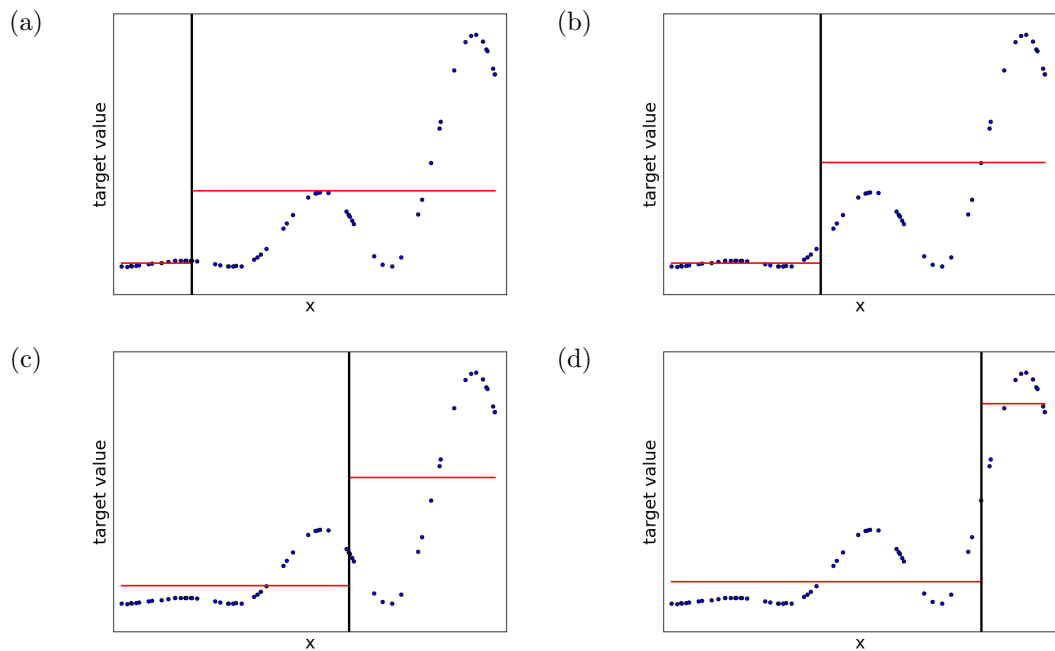 (a)
target value
x
(b)
target value
x
(c)
target value
x
(d)
target value
x